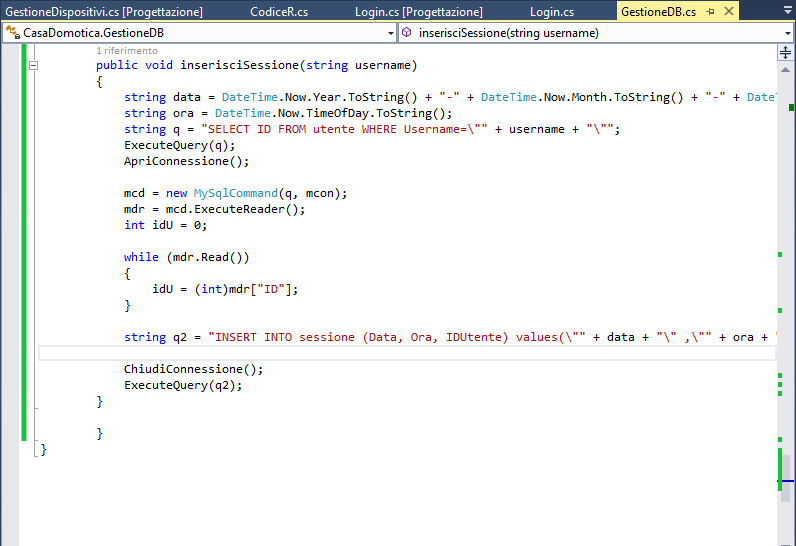 GestioneDispositivi.cs [Progettazione] CodiceR.cs Login.cs [Progettazione] Login.cs GestioneDB.cs
CasaDomotica.GestioneDB inserisciSessione(string username)
1 riferimento
public void inserisciSessione(string username)
{
string data = DateTime.Now.Year.ToString() + "-" + DateTime.Now.Month.ToString() + "-" + DateT
string ora = DateTime.Now.TimeOfDay.ToString();
string q = "SELECT ID FROM utente WHERE Username=\"" + username + "\"";
ExecuteQuery(q);
ApriConnessione();
mcd = new MySqlCommand(q, mcon);
mdr = mcd.ExecuteReader();
int idU = 0;
while (mdr.Read())
{
idU = (int)mdr["ID"];
}
string q2 = "INSERT INTO sessione (Data, Ora, IDUtente) values(\"" + data + "\" ,\"" + ora + "
ChiudiConnessione();
ExecuteQuery(q2);
}
}
}